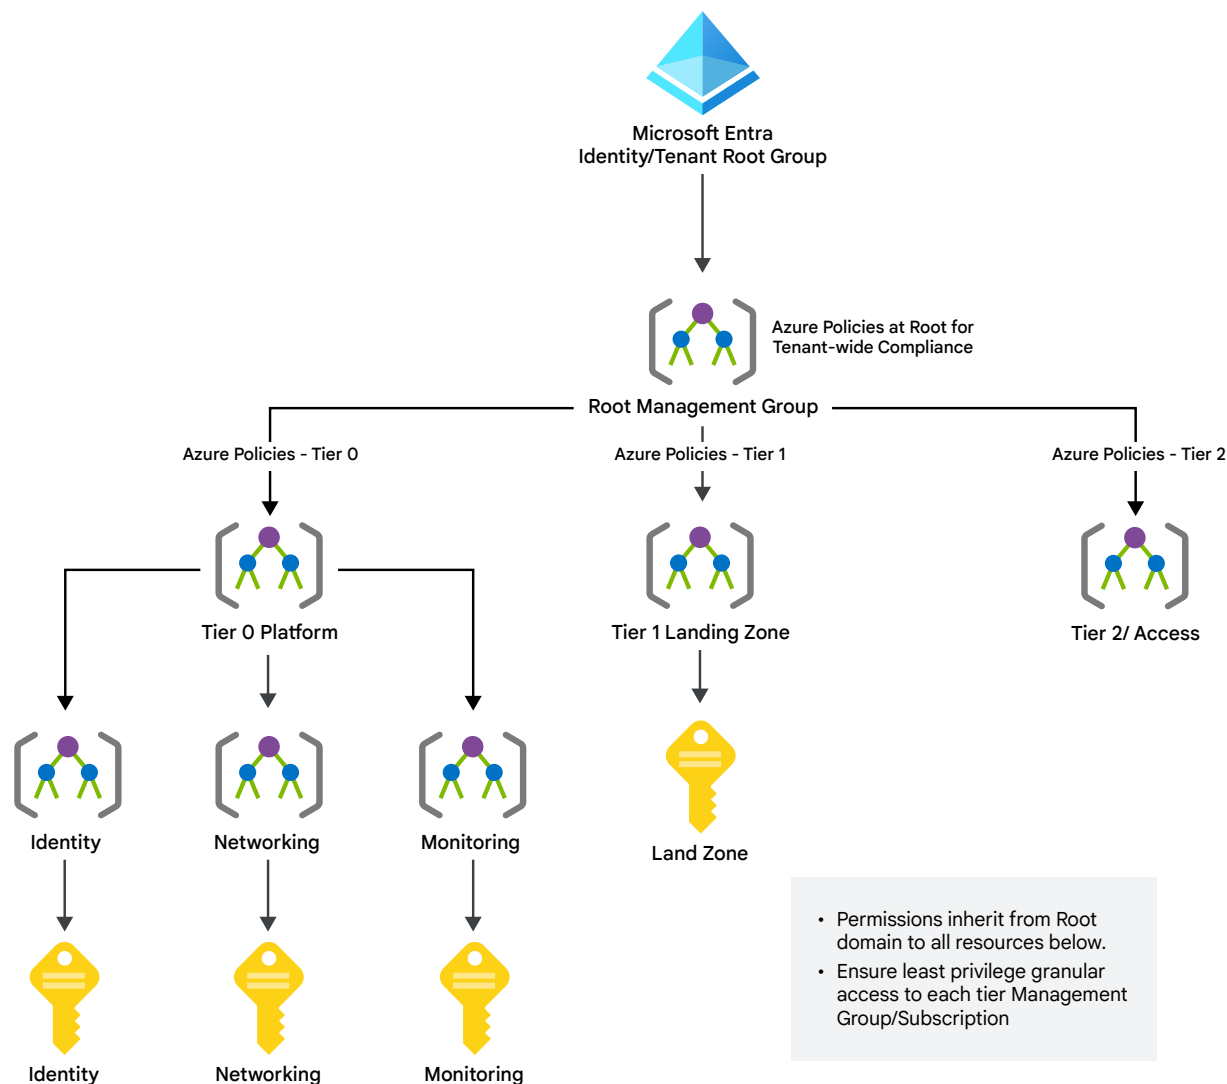 Microsoft Entra
Identity/Tenant Root Group
Azure Policies at Root for
Tenant-wide Compliance
Root Management Group
Azure Policies - Tier 0
Azure Policies - Tier 1
Azure Policies - Tier 2
Tier 0 Platform
Tier 1 Landing Zone
Tier 2/ Access
Identity
Networking
Monitoring
Land Zone
• Permissions inherit from Root
domain to all resources below.
• Ensure least privilege granular
access to each tier Management
Group/Subscription
Identity
Networking
Monitoring